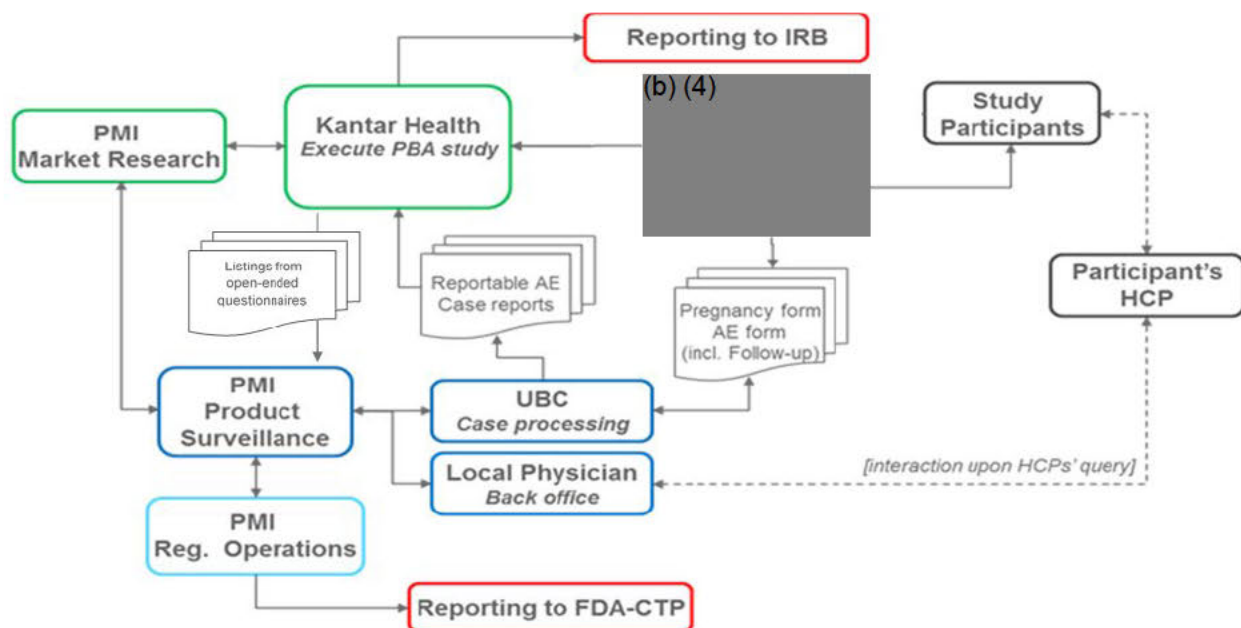 Reporting to IRB
(b) (4)
Study
Participants
Kantar Health
Execute PBA study
PMI
Market Research
Listings from
open-ended
questionnaires
Reportable AE
Case reports
Pregnancy form
AE form
(incl. Follow-up)
Participant's
HCP
PMI
Product
Surveillance
UBC
Case processing
[interaction upon HCPs' query]
Local Physician
Back office
PMI
Reg. Operations
Reporting to FDA-CTP